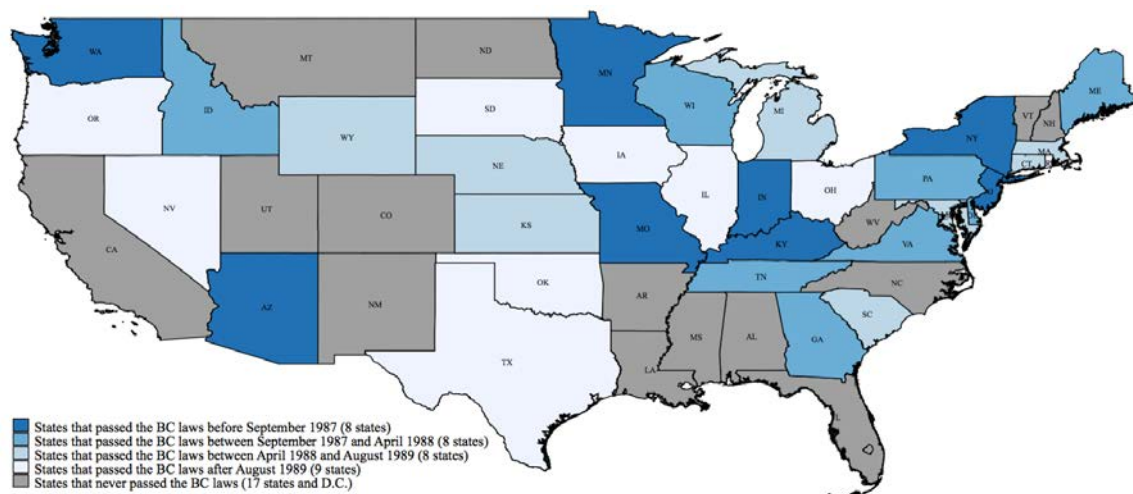 WA
MT
ND
MN
ME
OR
ID
SD
WI
MI
VT
NH
WY
NY
MA
IA
NE
CT
PA
NV
UT
IL
IN
OH
CO
KS
MO
WV
VA
CA
KY
TN
NC
AZ
NM
OK
AR
SC
MS
AL
GA
TX
LA
States that passed the BC laws before September 1987 (8 states)
States that passed the BC laws between September 1987 and April 1988 (8 states)
States that passed the BC laws between April 1988 and August 1989 (8 states)
States that passed the BC laws after August 1989 (9 states)
States that never passed the BC laws (17 states and D.C.)